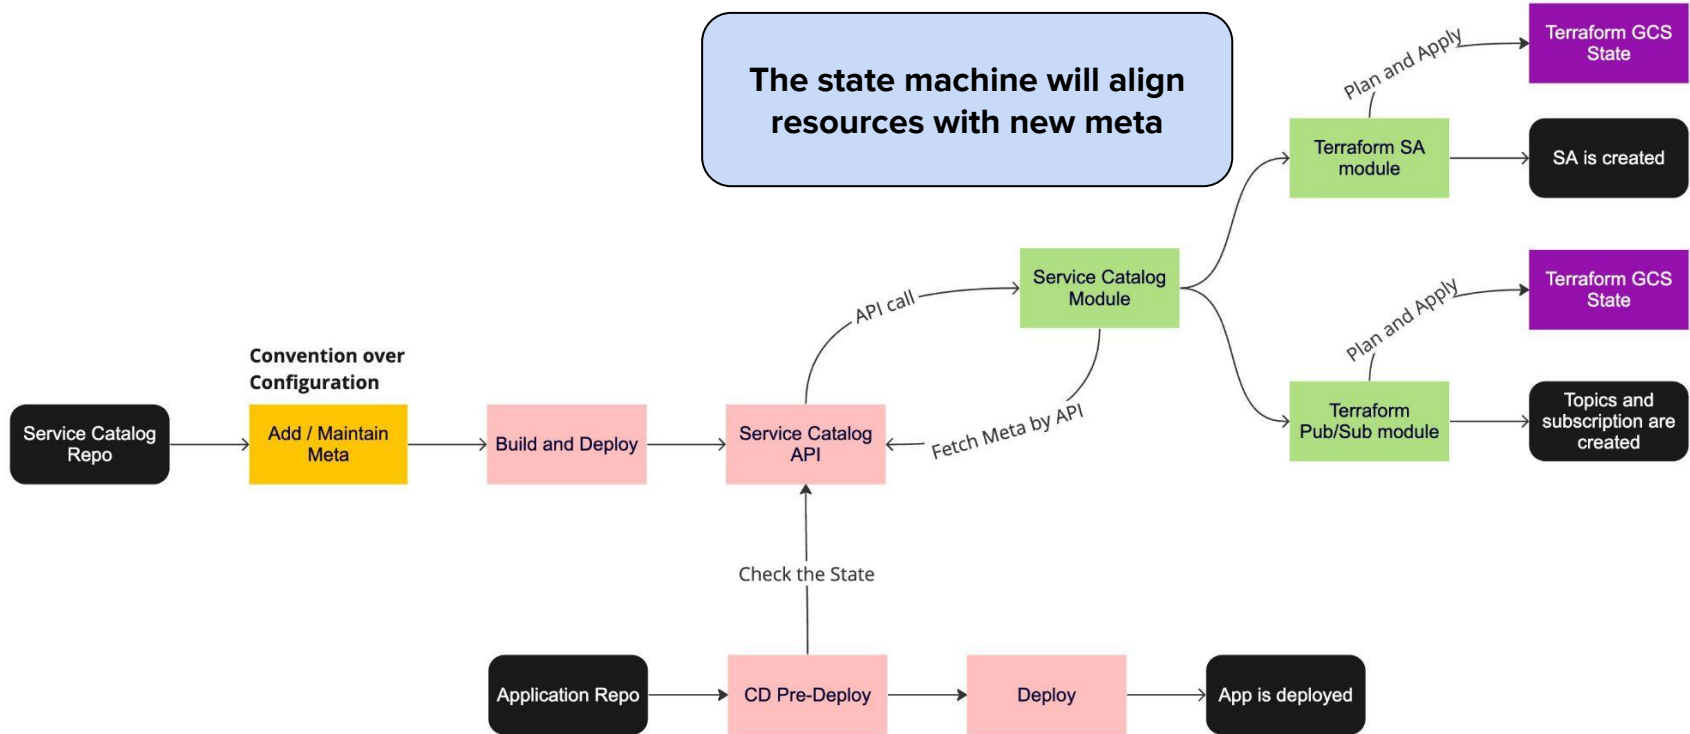 The state machine will align
resources with new meta
Terraform GCS
State
Plan and Apply
Terraform SA
module
SA is created
Service Catalog
Module
API call
Terraform GCS
State
Plan and Apply
Convention over
Configuration
Service Catalog
Repo
Add / Maintain
Meta
Build and Deploy
Service Catalog
API
Fetch Meta by API
Terraform
Pub/Sub module
Topics and
subscription are
created
Check the State
Application Repo
CD Pre-Deploy
Deploy
App is deployed